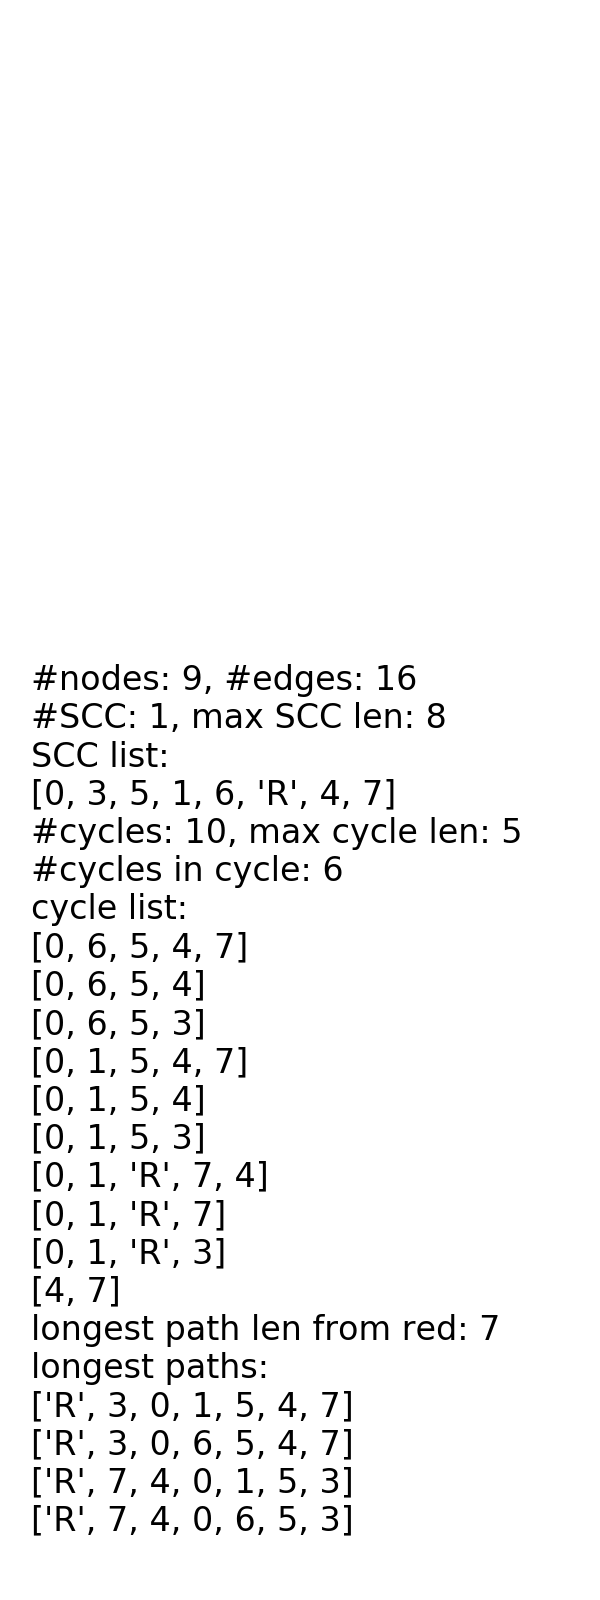 #nodes: 9, #edges: 16
#SCC: 1, max SCC len: 8
SCC list:
[0, 3, 5, 1, 6, 'R', 4, 7]
#cycles: 10, max cycle len: 5
#cycles in cycle: 6
cycle list:
[0, 6, 5, 4, 7]
[0, 6, 5, 4]
[0, 6, 5, 3]
[0, 1, 5, 4, 7]
[0, 1, 5, 4]
[0, 1, 5, 3]
[0, 1, 'R', 7, 4]
[0, 1, 'R', 7]
[0, 1, 'R', 3]
[4, 7]
longest path len from red: 7
longest paths:
['R', 3, 0, 1, 5, 4, 7]
['R', 3, 0, 6, 5, 4, 7]
['R', 7, 4, 0, 1, 5, 3]
['R', 7, 4, 0, 6, 5, 3]